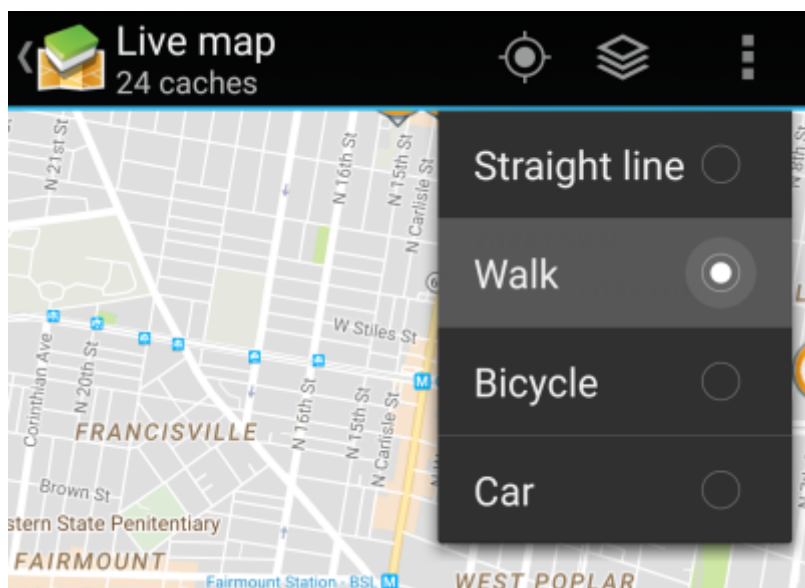 Live map
24 caches
Straight line
Walk
Bicycle
Car
N 21st St
N 16th St
N 15th St
N Carlisle St
W Stiles St
Corinthian Ave
N 20th St
FRANCISVILLE
N 16th St
N 15th St
N Carlisle St
M
Brown St
stern State Penitentiary
FAIRMOUNT
Fairmount Station - BSL M
WEST POPLAR